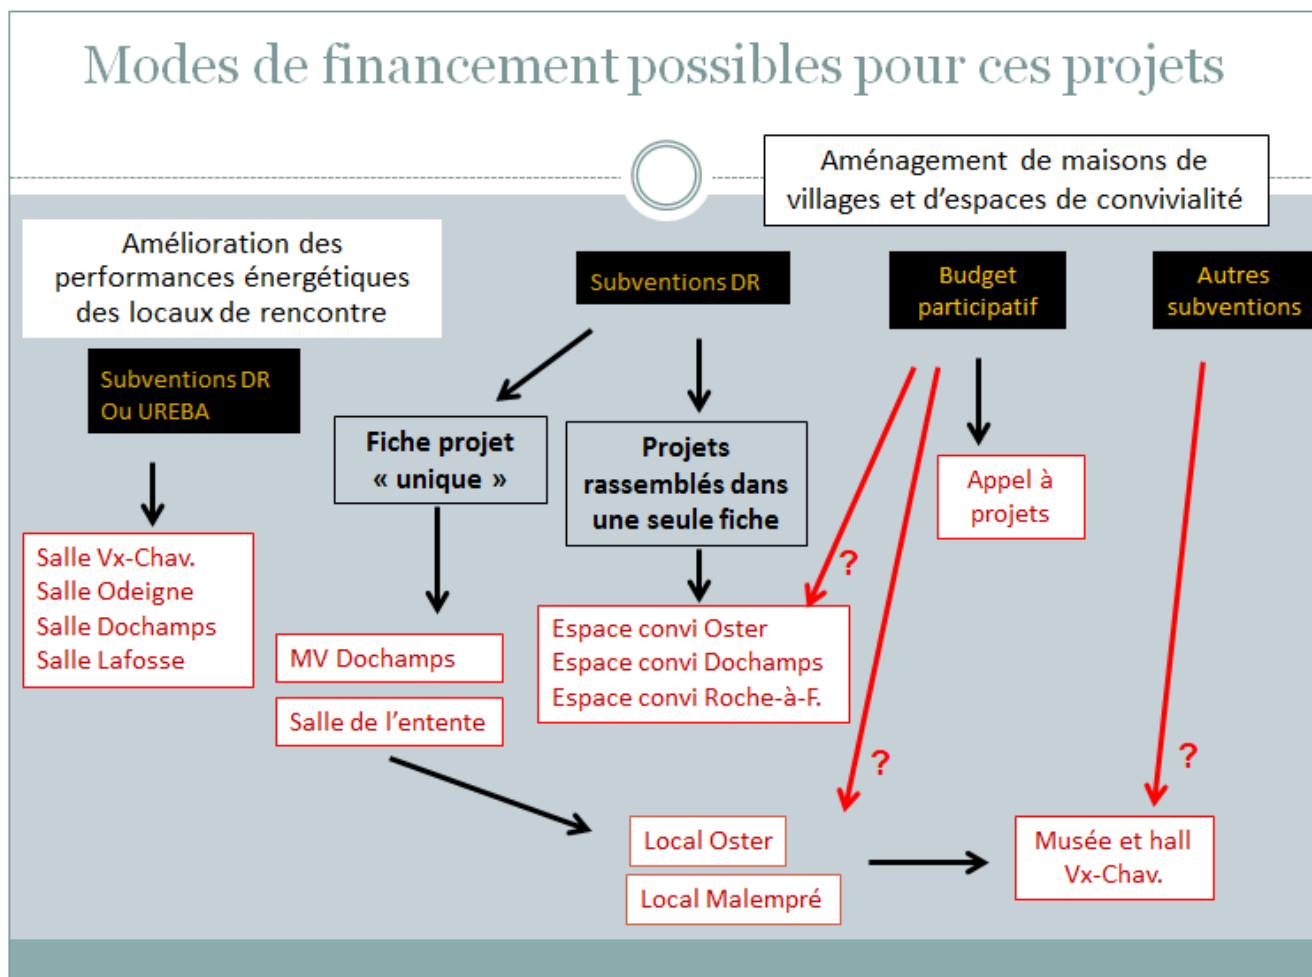 Modes de financement possibles pour ces projets
Aménagement de maisons de
villages et d'espaces de convivialité
Amélioration des
performances énergétiques
des locaux de rencontre
Subventions DR
Budget
participatif
Autres
subventions
Subventions DR
Ou UREBA
Fiche projet
« unique »
Projets
rassemblés dans
une seule fiche
Appel à
projets
?
Salle Vx-Chav.
Salle Odeigne
Salle Dochamps
Salle Lafosse
MV Dochamps
Salle de l'entente
Espace convi Oster
Espace convi Dochamps
Espace convi Roche-à-F.
?
?
Local Oster
Local Malempré
Musée et hall
Vx-Chav.